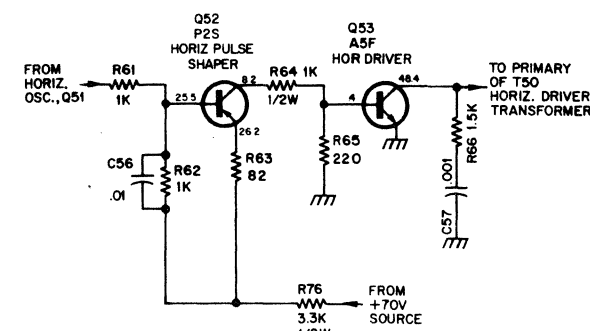 Q52
P2S
HORIZ PULSE
SHAPER
Q53
A5F
HOR DRIVER
FROM
HORIZ.
OSC., Q51
R61
1K
25.5
8.2
26.2
R64 1K
1/2W
4
48.4
TO PRIMARY
OF T50
HORIZ. DRIVER
TRANSFORMER
C56
.01
R62
1K
R63
82
R65
220
R66 1.5K
.001
C57
R76
3.3K
1/2W
FROM
+70V
SOURCE